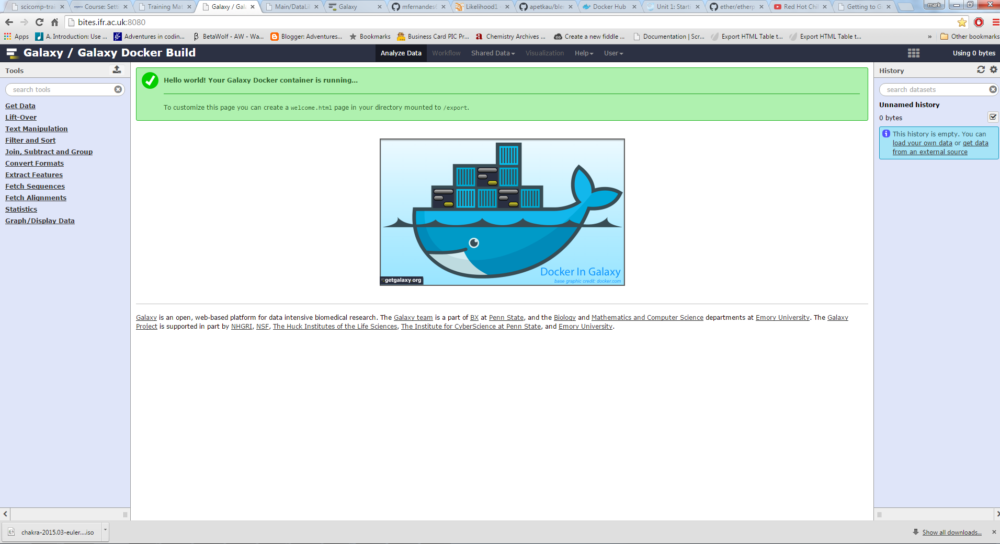 scicomp-trai
Course: Setti
Training Mat
Galaxy / Gala
Main/DataLi
Galaxy
mfernandes6
Likelihood1
apetkau/ble
Docker Hub
Unit 1: Starti
ether/etherp
Red Hot Chil
Getting to G
mark
bites.ifr.ac.uk:8080
Apps
A. Introduction: Use ...
Adventures in codin...
BetaWolf - AW - Wa...
Blogger: Adventures...
Bookmarks
Business Card PIC Pr...
Chemistry Archives ...
Create a new fiddle ...
Documentation | Scr...
Export HTML Table t...
Export HTML Table t...
»
Other bookmarks
Galaxy / Galaxy Docker Build
Analyze Data
Workflow
Shared Data
Visualization
Help
User
Using 0 bytes
Tools
search tools
Get Data
Lift-Over
Text Manipulation
Filter and Sort
Join, Subtract and Group
Convert Formats
Extract Features
Fetch Sequences
Fetch Alignments
Statistics
Graph/Display Data
Hello world! Your Galaxy Docker container is running...
To customize this page you can create a welcome.html page in your directory mounted to /export.
Docker In Galaxy
base graphic credit: docker.com
getgalaxy.org
Galaxy is an open, web-based platform for data intensive biomedical research. The Galaxy team is a part of BX at Penn State, and the Biology and Mathematics and Computer Science departments at Emory University. The Galaxy
Project is supported in part by NHGRI, NSF, The Huck Institutes of the Life Sciences, The Institute for CyberScience at Penn State, and Emory University.
History
search datasets
Unnamed history
0 bytes
This history is empty. You can
load your own data or get data
from an external source
chakra-2015.03-euler....iso
Show all downloads...